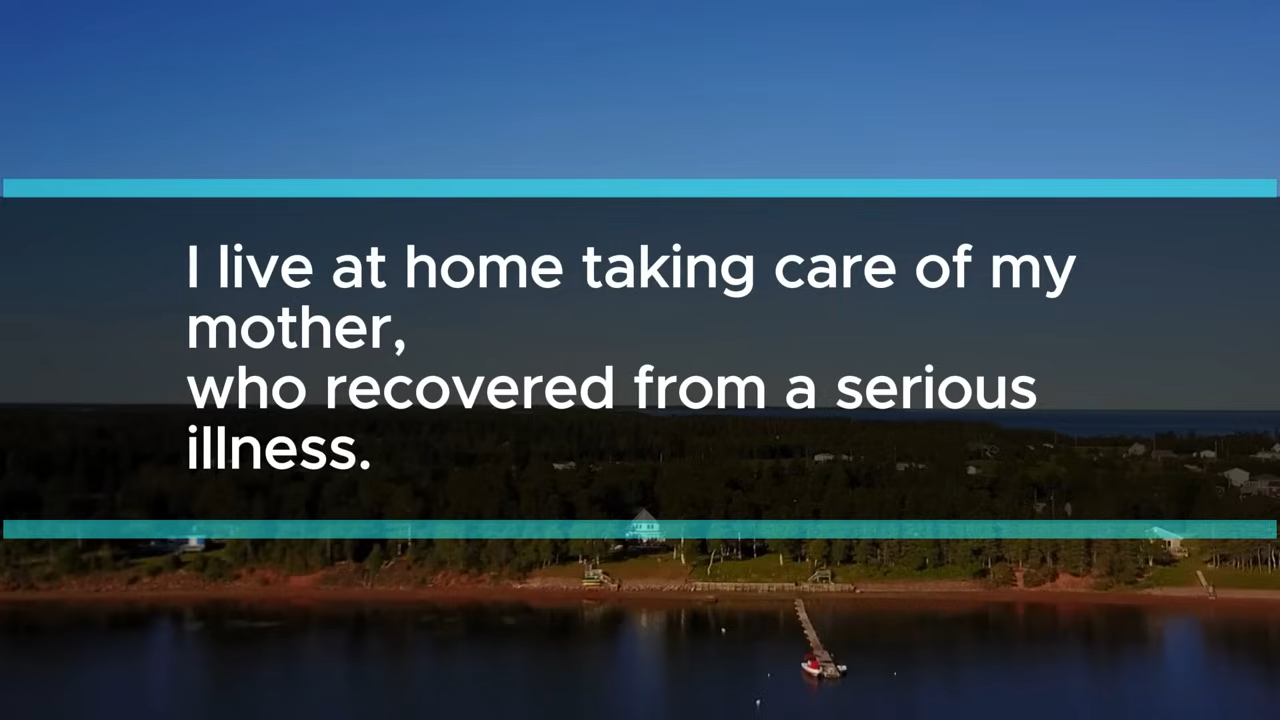 I live at home taking care of my
mother,
who recovered from a serious
illness.